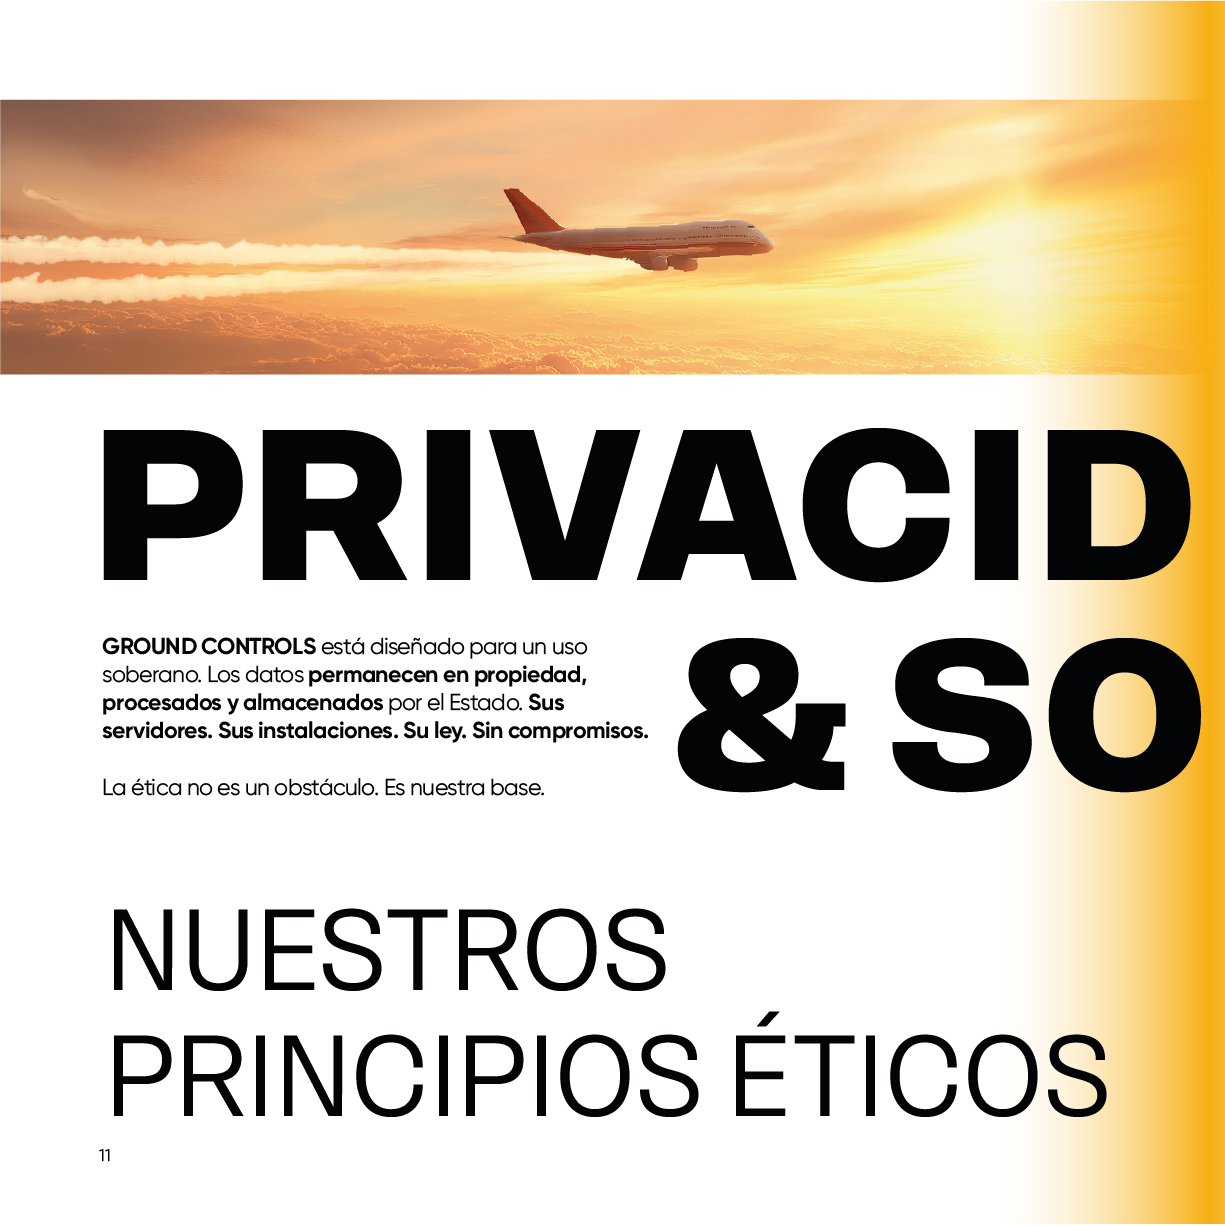 PRIVACID
& SO
GROUND CONTROLS está diseñado para un uso
soberano. Los datos permanecen en propiedad,
procesados y almacenados por el Estado. Sus
servidores. Sus instalaciones. Su ley. Sin compromisos.
La ética no es un obstáculo. Es nuestra base.
NUESTROS
PRINCIPIOS ÉTICOS
11